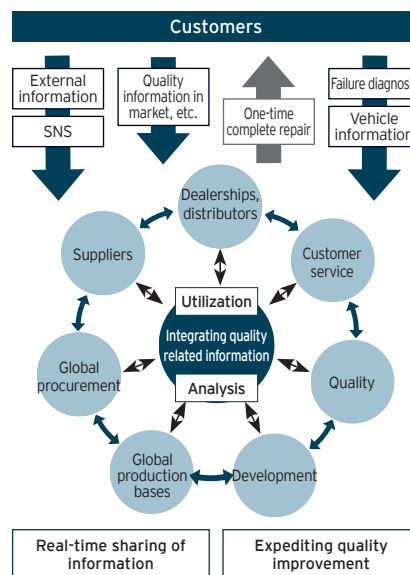 Customers
External
information
SNS
Quality
information in
market, etc.
One-time
complete repair
Failure diagnos
Vehicle
information
Dealerships,
distributors
Suppliers
Customer
service
Utilization
Integrating quality
related information
Analysis
Global
procurement
Quality
Global
production
bases
Development
Real-time sharing of
information
Expediting quality
improvement